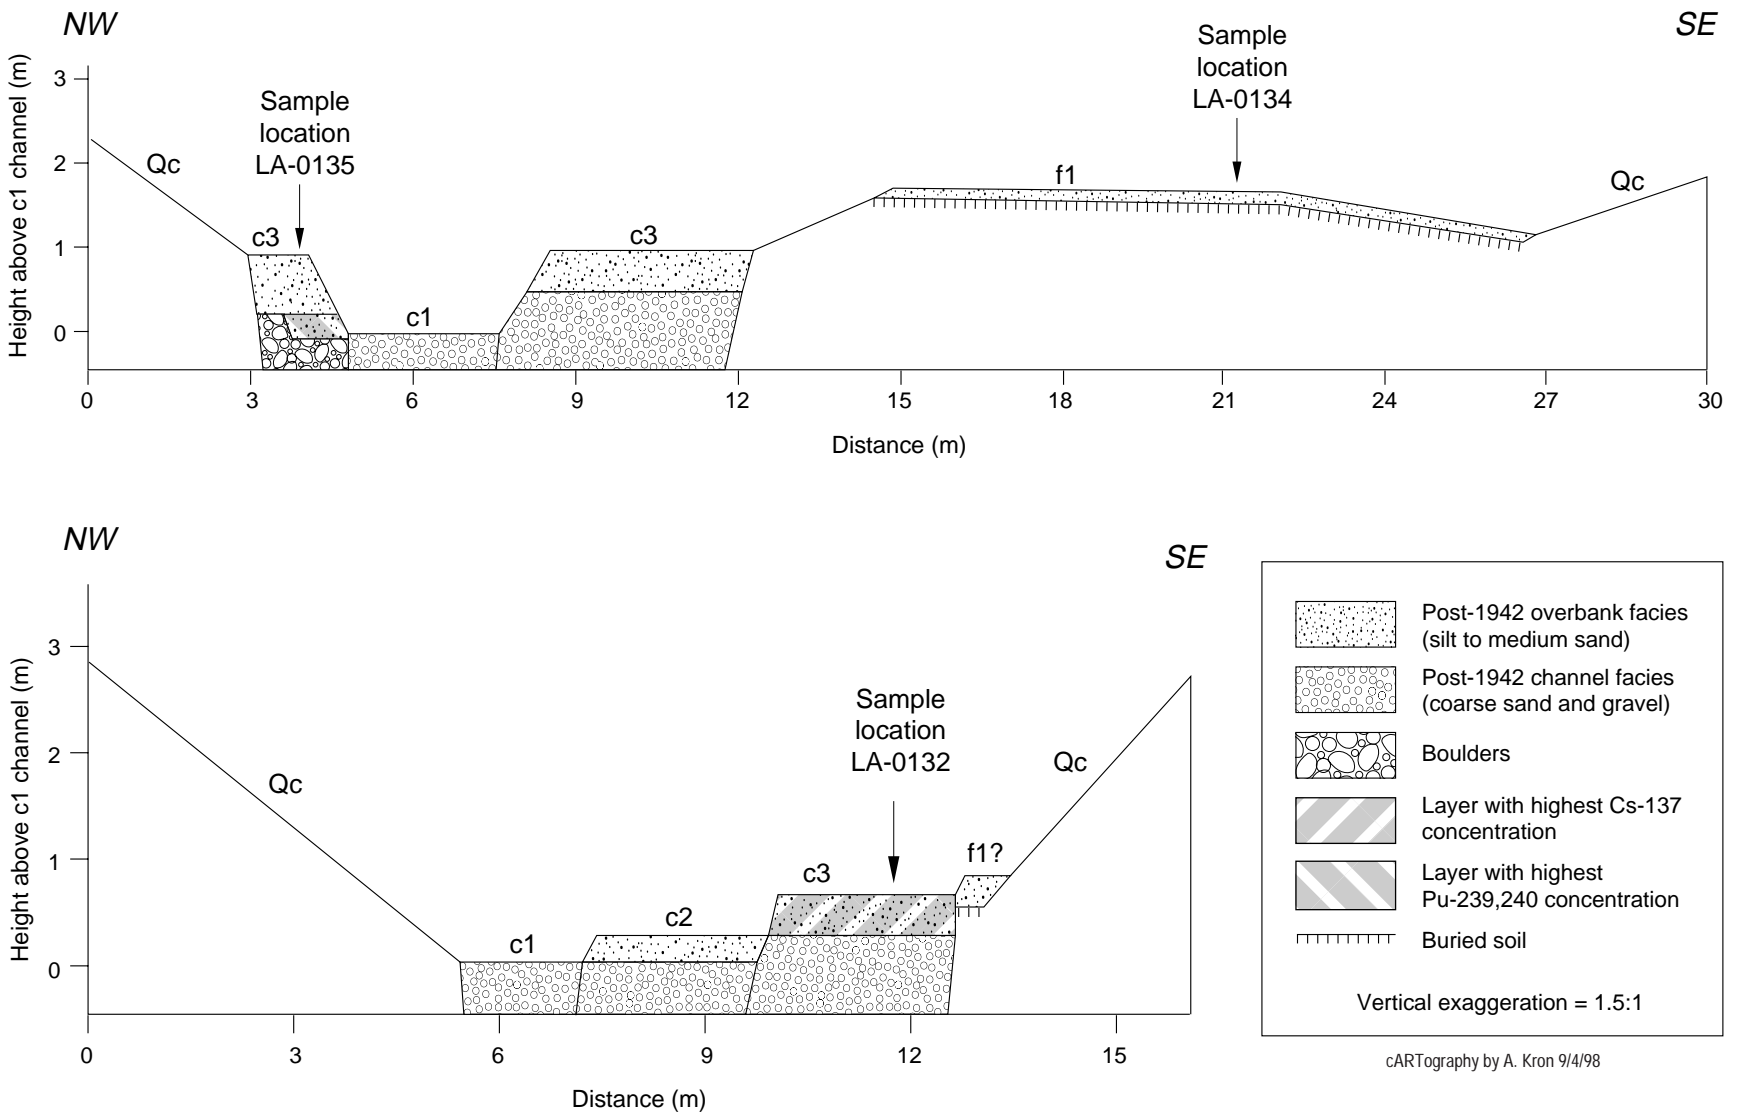 NW
SE
Height above c1 channel (m)
3
2
1
0
Qc
Sample
location
LA-0135
c3
c1
c3
f1
Sample
location
LA-0134
Qc
0
3
6
9
12
15
18
21
24
27
30
Distance (m)
NW
SE
Height above c1 channel (m)
3
2
1
0
Qc
c1
c2
c3
Sample
location
LA-0132
f1?
Qc
0
3
6
9
12
15
Distance (m)
Post-1942 overbank facies
(silt to medium sand)
Post-1942 channel facies
(coarse sand and gravel)
Boulders
Layer with highest Cs-137
concentration
Layer with highest
Pu-239,240 concentration
Buried soil
Vertical exaggeration = 1.5:1
cARTography by A. Kron 9/4/98